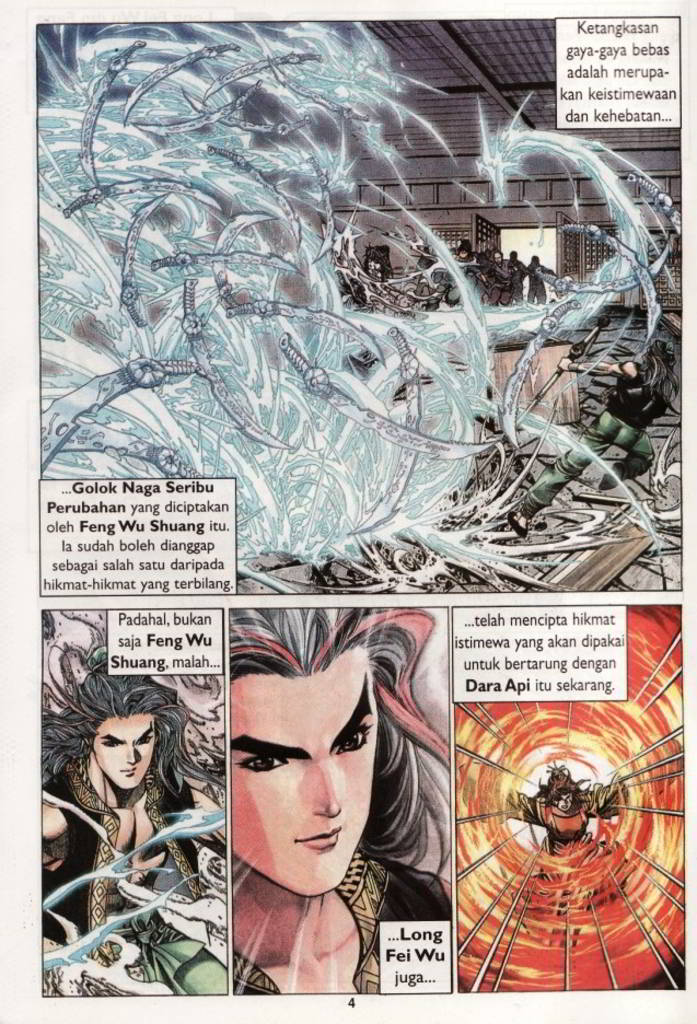 Ketangkasan
gaya-gaya bebas
adalah merupa-
kan keistimewaan
dan kehebatan...
...Golok Naga Seribu
Perubahan yang diciptakan
oleh Feng Wu Shuang itu.
Ia sudah boleh dianggap
sebagai salah satu daripada
hikmat-hikmat yang terbilang.
Padahal, bukan
saja Feng Wu
Shuang, malah...
...Long
Fei Wu
juga...
...telah mencipta hikmat
istimewa yang akan dipakai
untuk bertarung dengan
Dara Api itu sekarang.
4